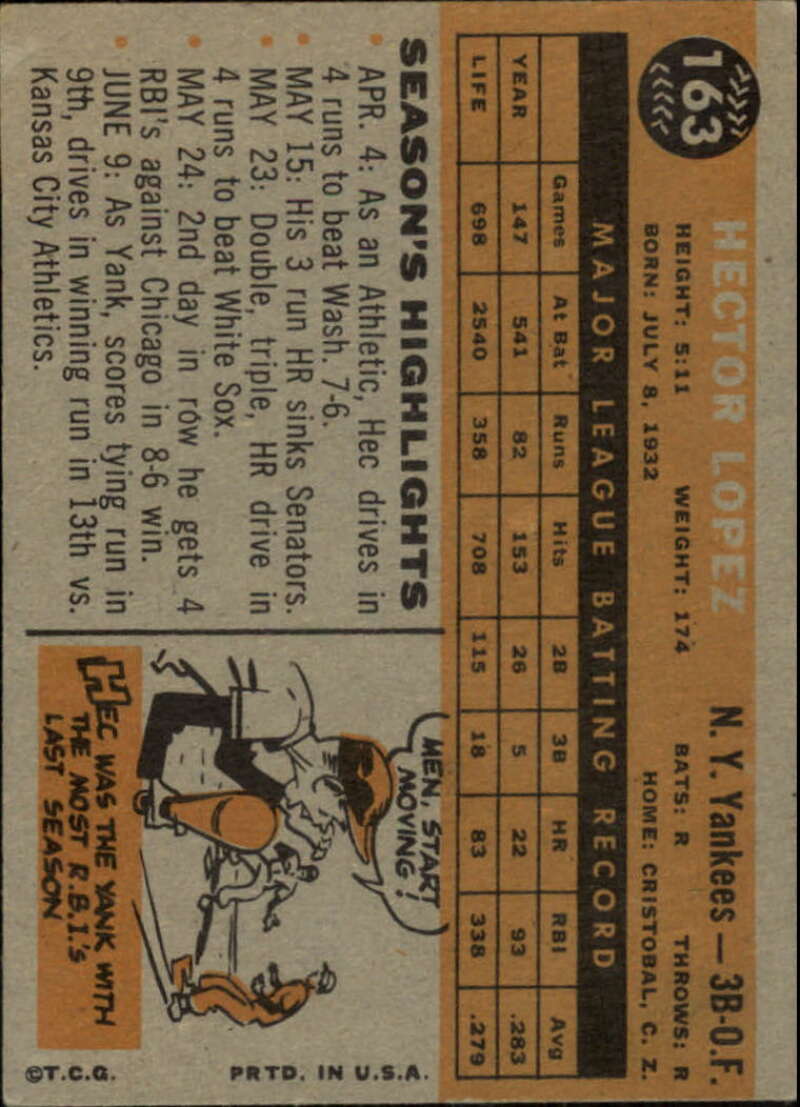 163
HECTOR LOPEZ
N. Y. Yankees — 3B-O.F.
HEIGHT: 5:11 WEIGHT: 174 BATS: R THROWS: R
BORN: JULY 8, 1932 HOME: CRISTOBAL, C. Z.
MAJOR LEAGUE BATTING RECORD
Games At Bat Runs Hits 2B 3B HR RBI Avg
YEAR 147 541 82 153 26 5 22 93 .283
LIFE 698 2540 358 708 115 18 83 338 .279
SEASON'S HIGHLIGHTS
• APR. 4: As an Athletic, Hec drives in
4 runs to beat Wash. 7-6.
• MAY 15: His 3 run HR sinks Senators.
• MAY 23: Double, triple, HR drive in
4 runs to beat White Sox.
• MAY 24: 2nd day in row he gets 4
RBI's against Chicago in 8-6 win.
• JUNE 9: As Yank, scores tying run in
9th, drives in winning run in 13th vs.
Kansas City Athletics.
MEN, START
MOVING!
HEC WAS THE YANK WITH
THE MOST R.B.I.'s
LAST SEASON
©T.C.G. PRTD. IN U.S.A.